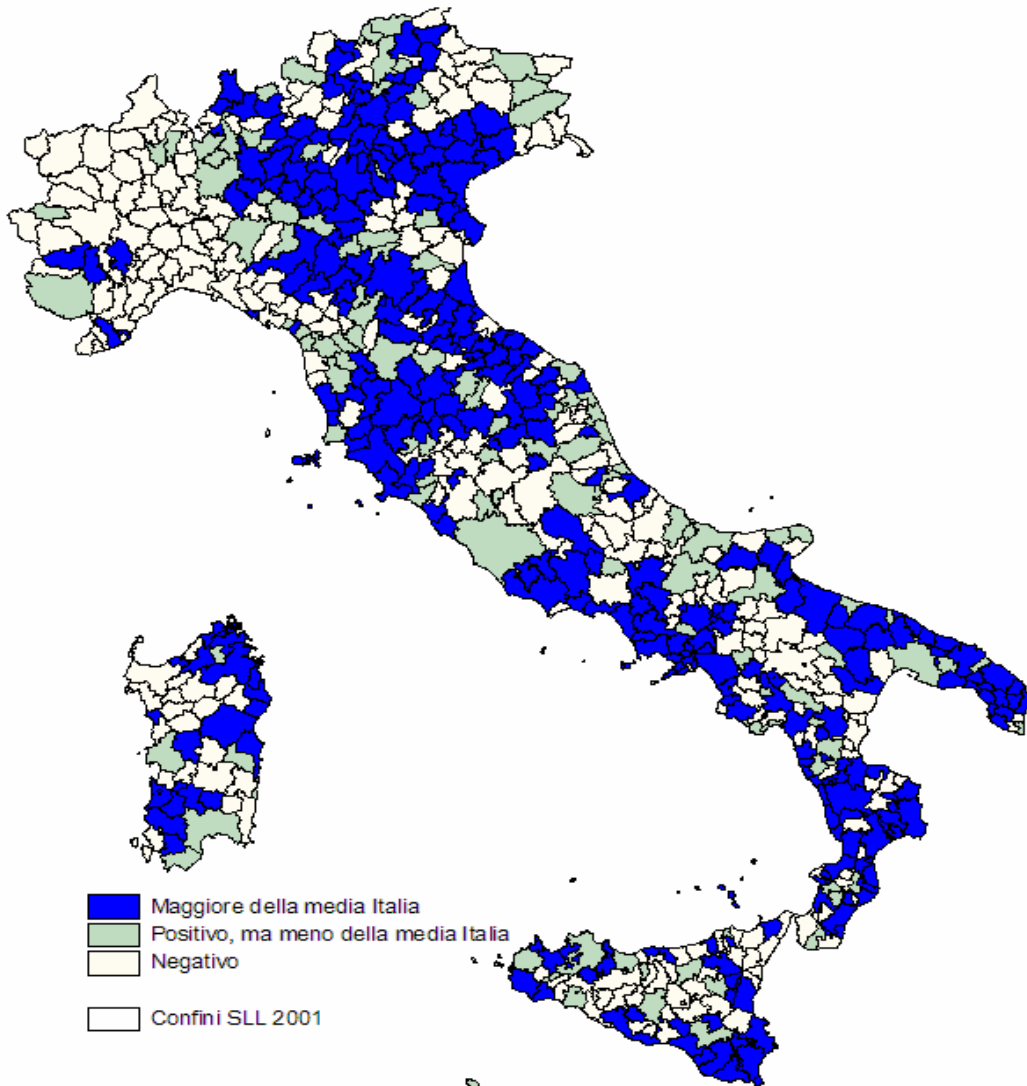 Maggiore della media Italia
Positivo, ma meno della media Italia
Negativo
Confini SLL 2001